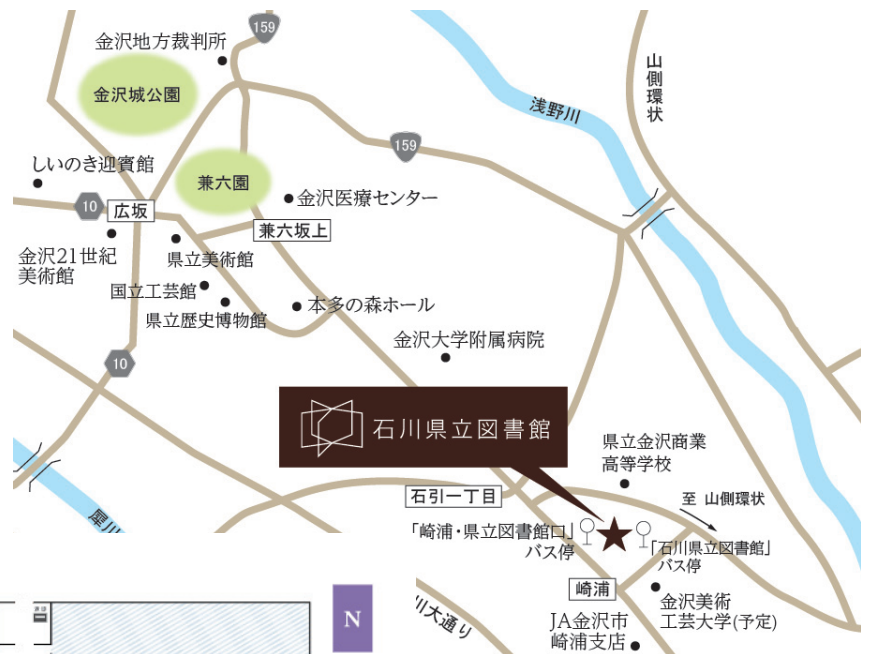 159
金沢地方裁判所
金沢城公園
山側環状
浅野川
159
しいのき迎賓館
兼六園
金沢医療センター
10
広坂
兼六坂上
金沢21世紀
美術館
県立美術館
国立工芸館
県立歴史博物館
本多の森ホール
金沢大学附属病院
10
石川県立図書館
県立金沢商業
高等学校
石引一丁目
至 山側環状
「崎浦・県立図書館口」
バス停
「石川県立図書館」
バス停
犀川
崎浦
金沢美術
工芸大学(予定)
JA金沢市
崎浦支店
川大通り
N